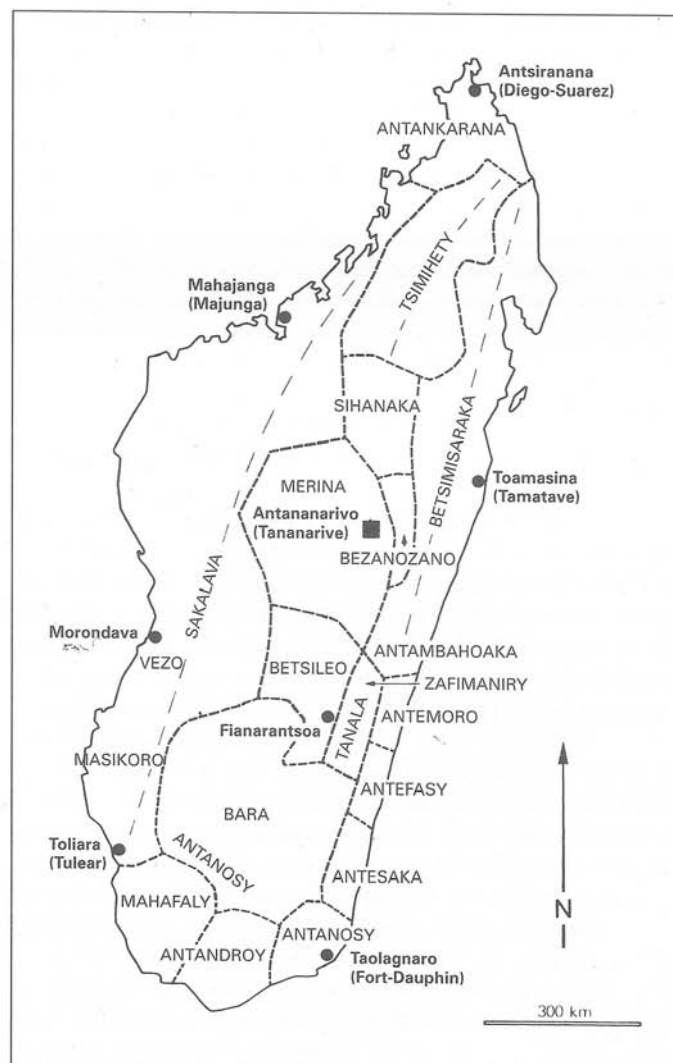 Antsiranana
(Diego-Suarez)
ANTANKARANA
TSIMIHETY
Mahajanga
(Majunga)
SIHANAKA
BETSIMISARAKA
MERINA
Toamasina
(Tamatave)
Antananarivo
(Tananarive)
BEZANOZANO
SAKALAVA
Morondava
VEZO
BETSILEO
ANTAMBAHOAKA
ZAFIMANIRY
Fianarantsoa
TANALA
ANTEMORO
MASIKORO
ANTEFASY
BARA
Toliara
(Tulear)
ANTANOSY
ANTESAKA
MAHAFALY
ANTANOSY
ANTANDROY
Taolagnaro
(Fort-Dauphin)
N
300 km